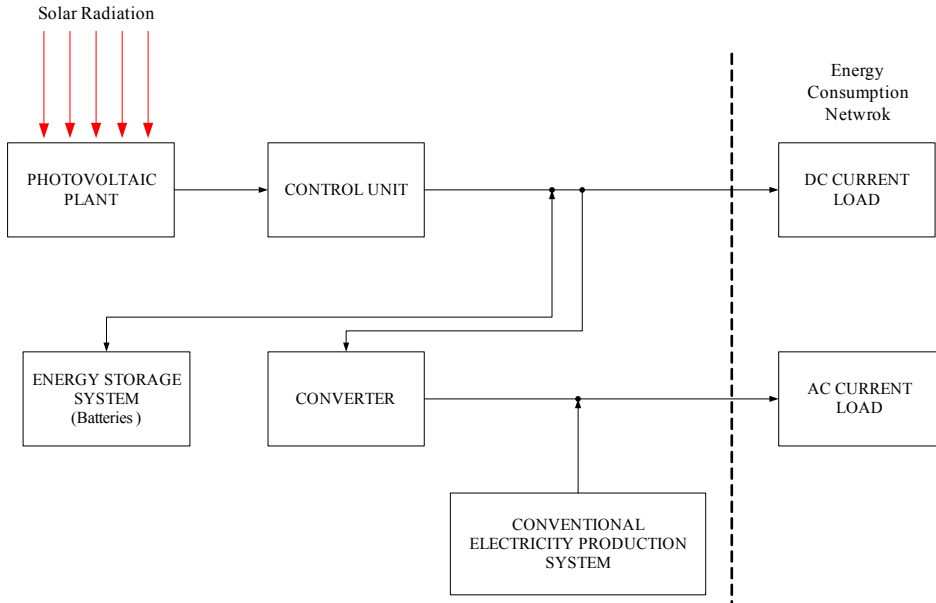 Solar Radiation
Energy
Consumption
Netwrok
PHOTOVOLTAIC
PLANT
CONTROL UNIT
DC CURRENT
LOAD
ENERGY STORAGE
SYSTEM
(Batteries )
CONVERTER
AC CURRENT
LOAD
CONVENTIONAL
ELECTRICITY PRODUCTION
SYSTEM